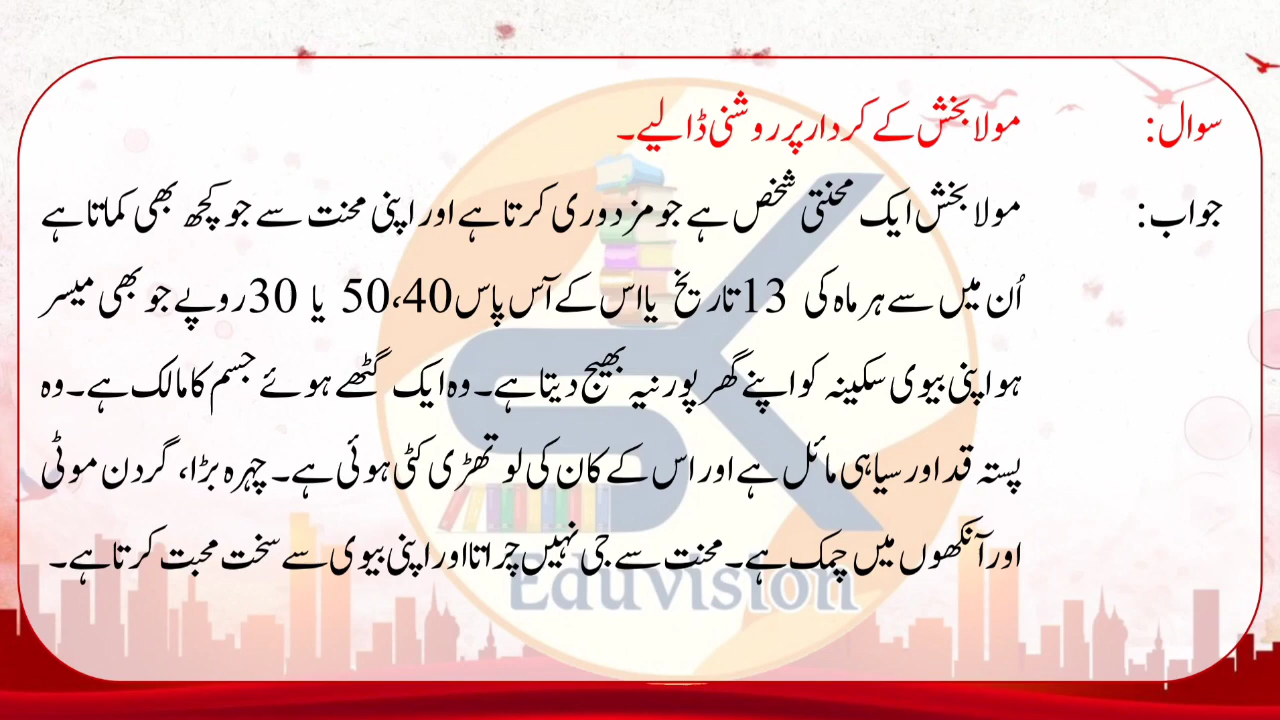 سوال: مولا بخش کے کردار پر روشنی ڈالیے۔
جواب: مولا بخش ایک محنتی شخص ہے جو مزدوری کرتا ہے اور اپنی محنت سے جو کچھ بھی کماتا ہے
اُن میں سے ہر ماہ کی 13 تاریخ یا اس کے آس پاس 40، 50 یا 30 روپے جو بھی میسر
ہو اپنی بیوی سکینہ کو اپنے گھر پورنیہ بھیج دیتا ہے۔ وہ ایک گٹھے ہوئے جسم کا مالک ہے۔ وہ
پستہ قد اور سیاہی مائل ہے اور اس کے کان کی لو تھڑی کٹی ہوئی ہے۔ چہرہ بڑا، گردن موٹی
اور آنکھوں میں چمک ہے۔ محنت سے جی نہیں چراتا اور اپنی بیوی سے سخت محبت کرتا ہے۔
SK
Eduvision